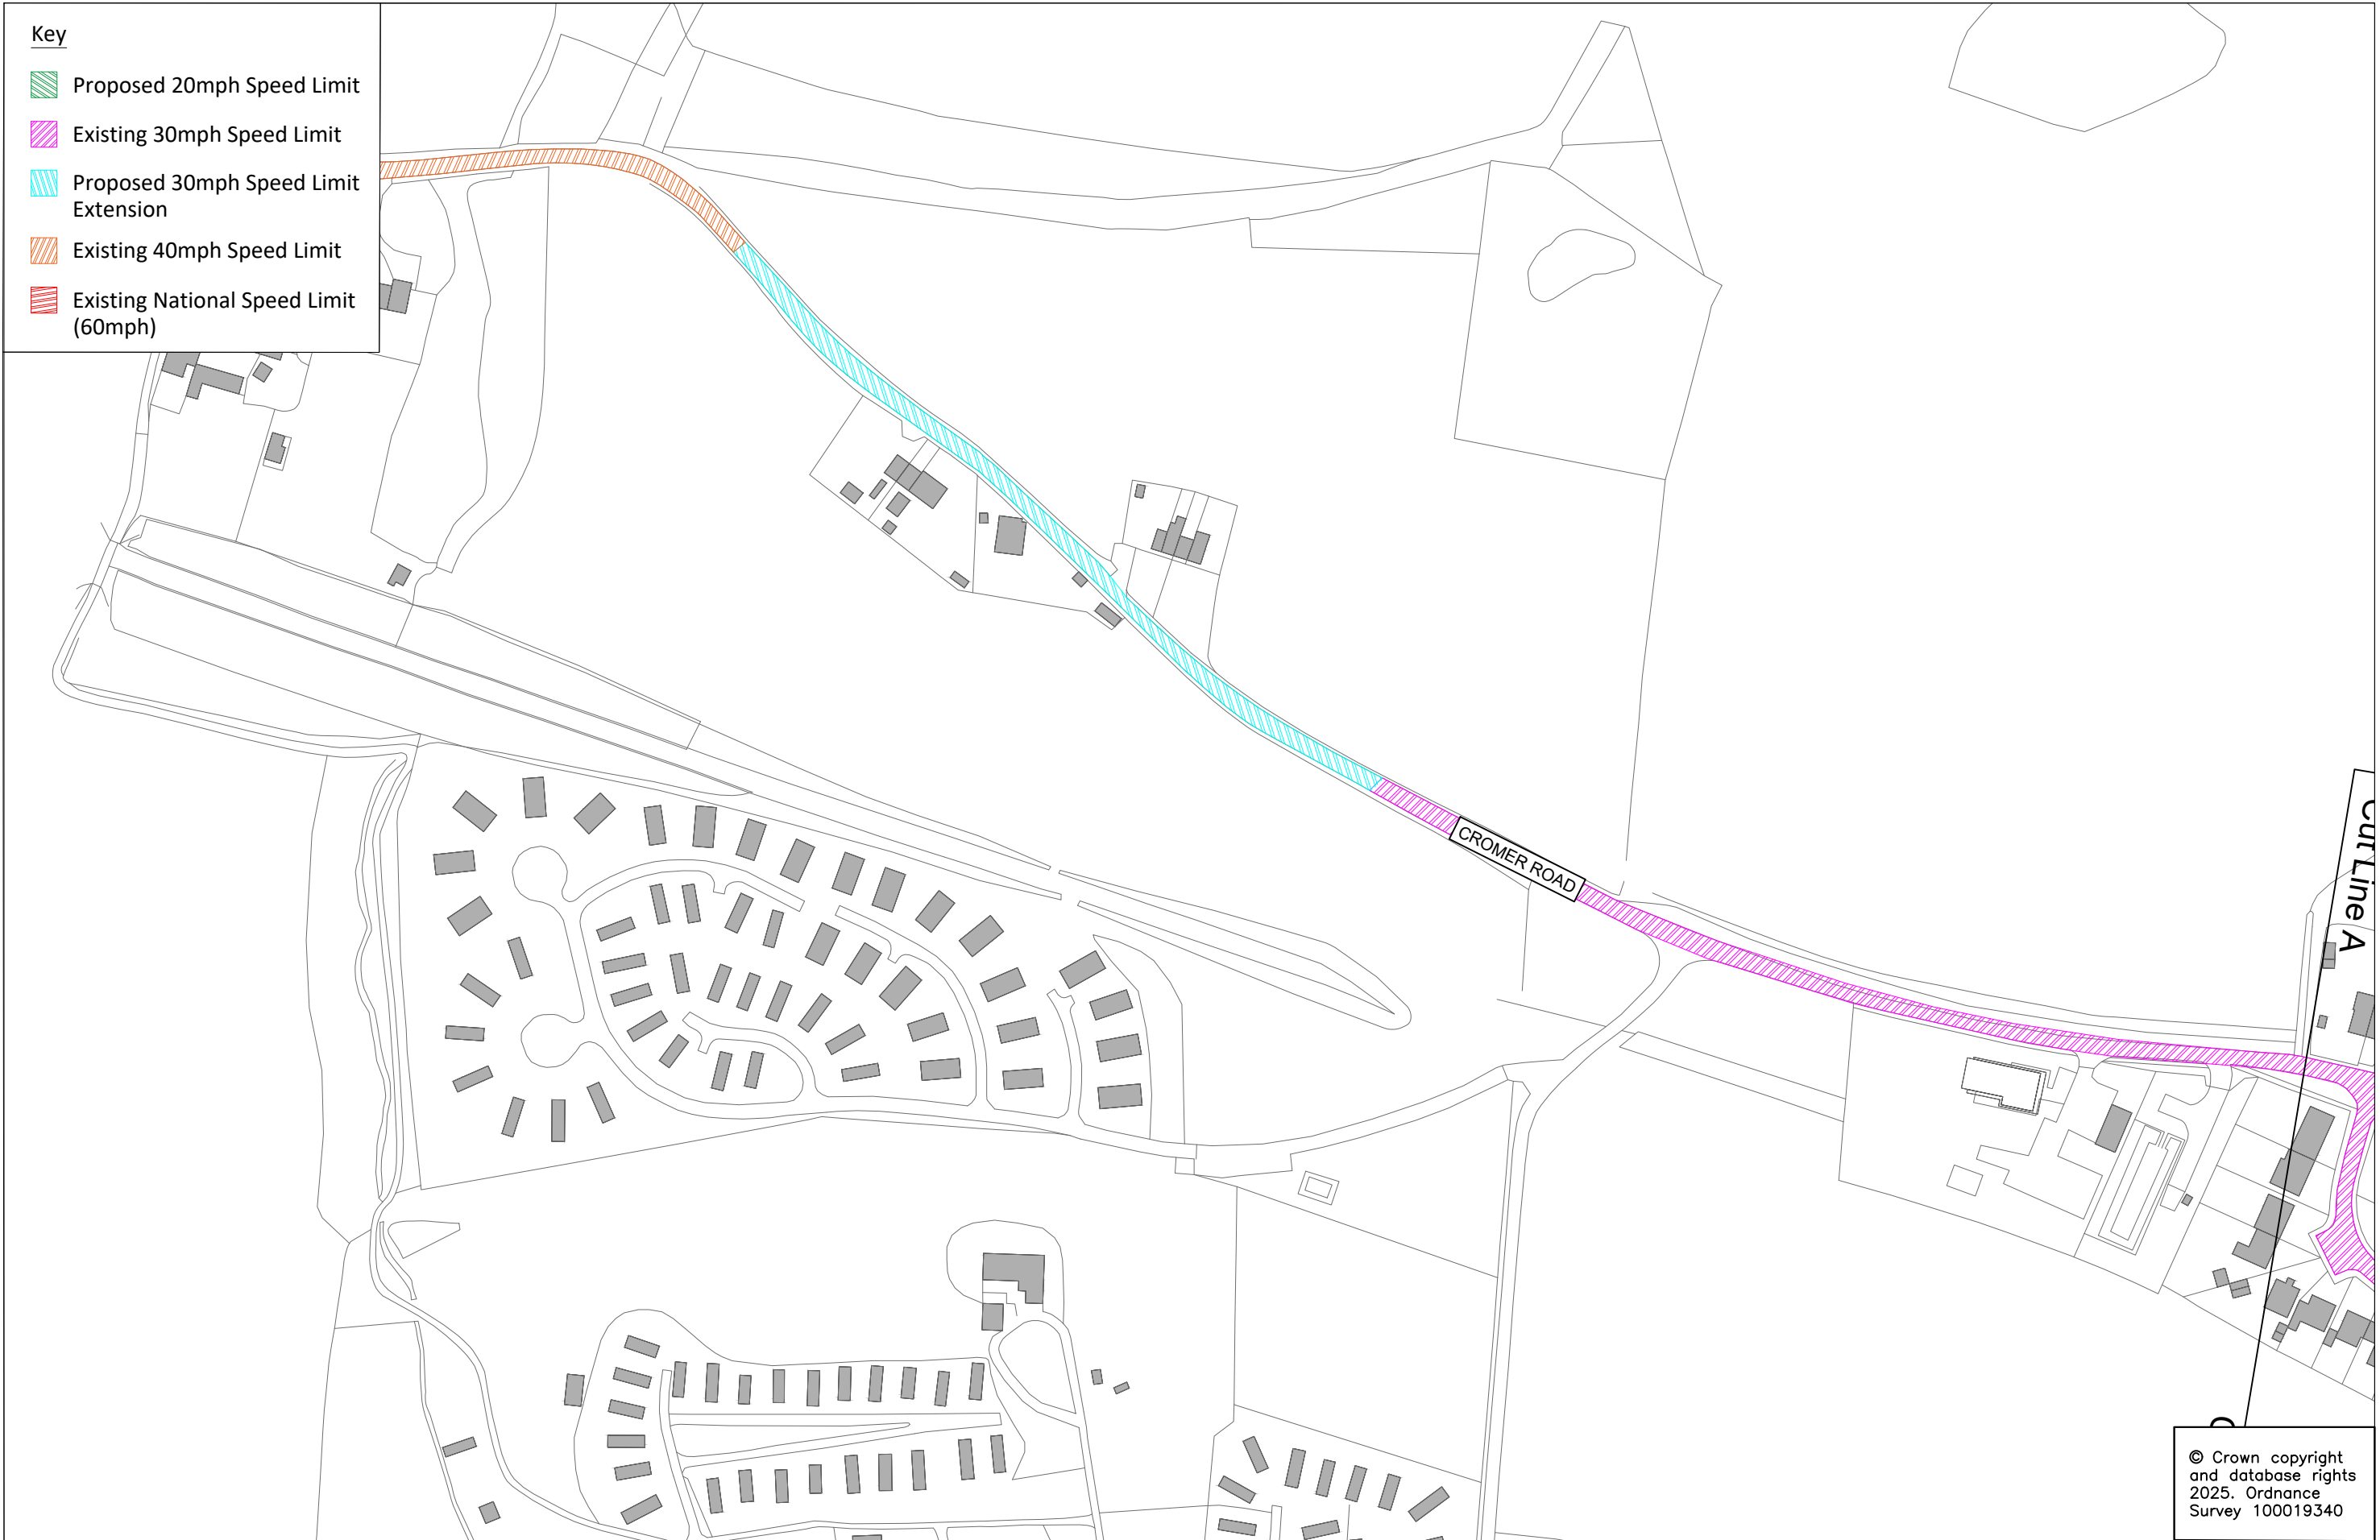 Key
Proposed 20mph Speed Limit
Existing 30mph Speed Limit
Proposed 30mph Speed Limit
Extension
Existing 40mph Speed Limit
Existing National Speed Limit
(60mph)
CROMER ROAD
Cut Line A
© Crown copyright
and database rights
2025. Ordnance
Survey 100019340